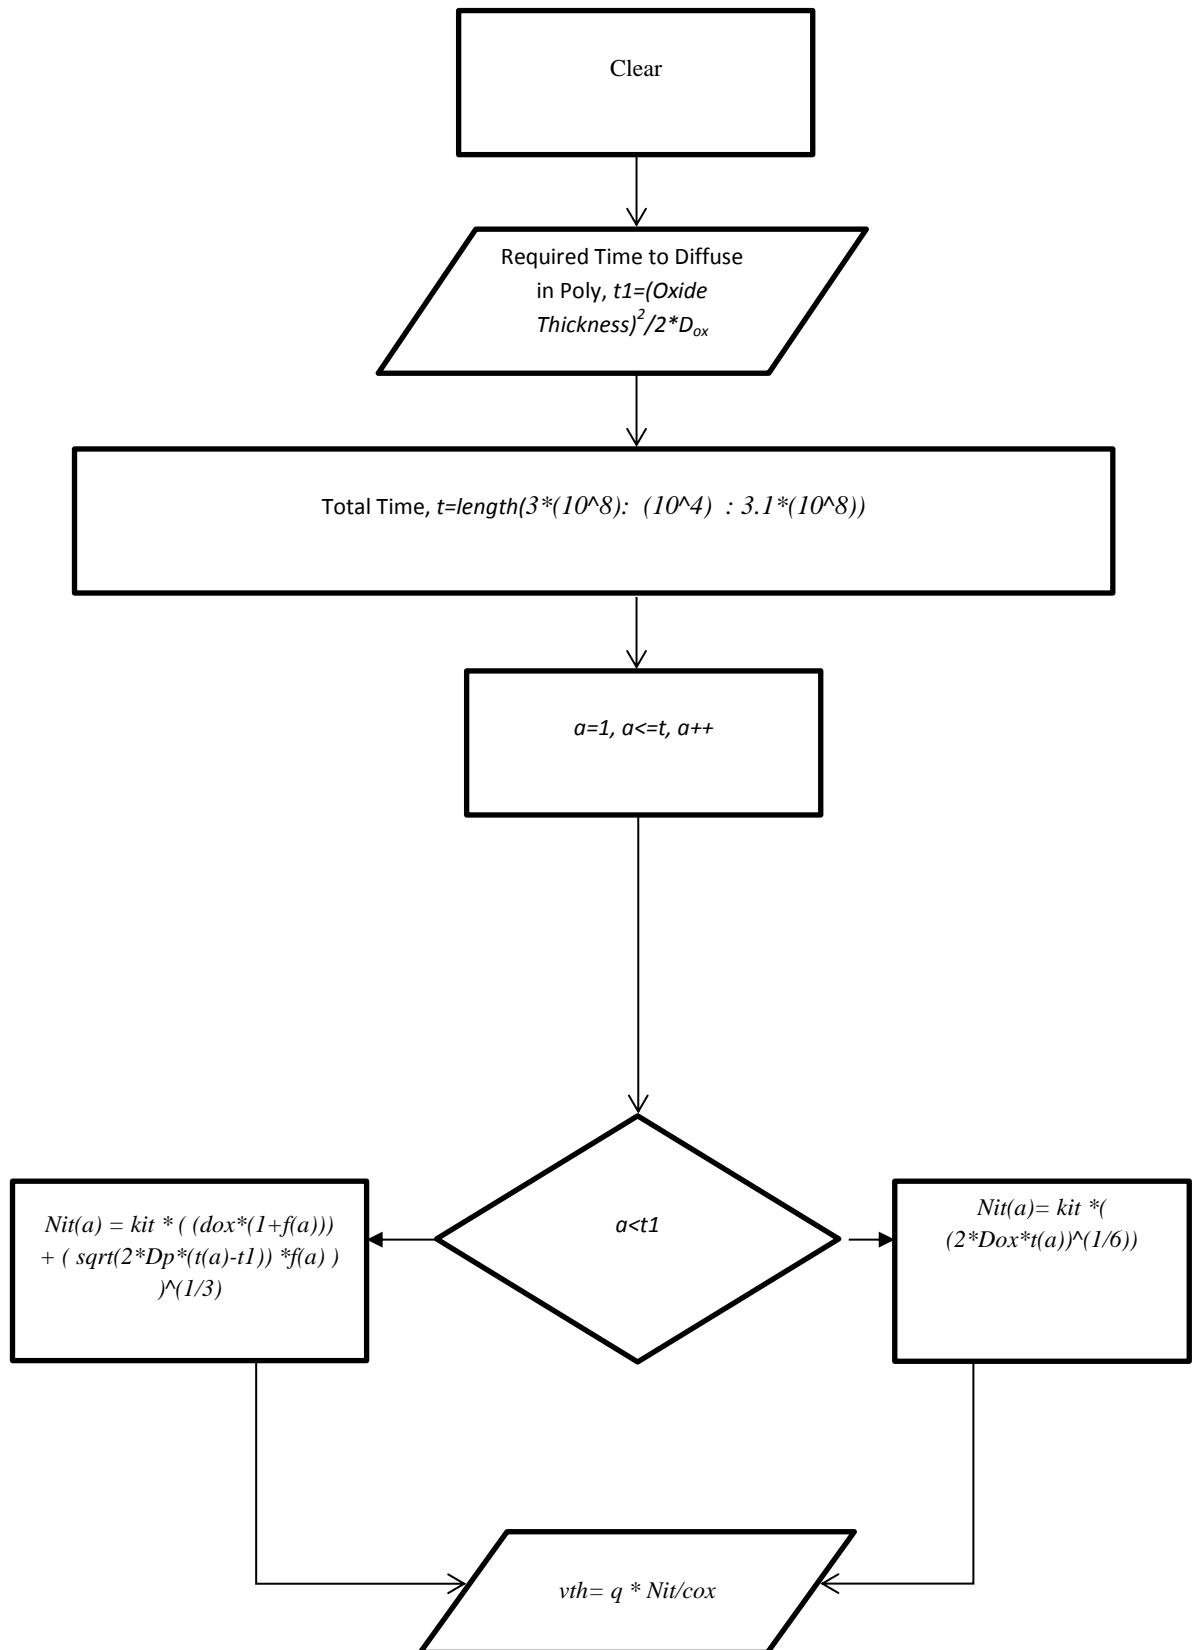 Clear
Required Time to Diffuse
in Poly, t1=(Oxide
Thickness)²/2*Dₒₓ
Total Time, t=length(3*(10^8): (10^4) : 3.1*(10^8))
a=1, a<=t, a++
a<t1
Nit(a) = kit * ( (dox*(1+f(a)))
+ ( sqrt(2*Dp*(t(a)-t1)) *f(a) )
)^(1/3)
Nit(a)= kit *(
(2*Dox*t(a))^(1/6))
vth= q * Nit/cox